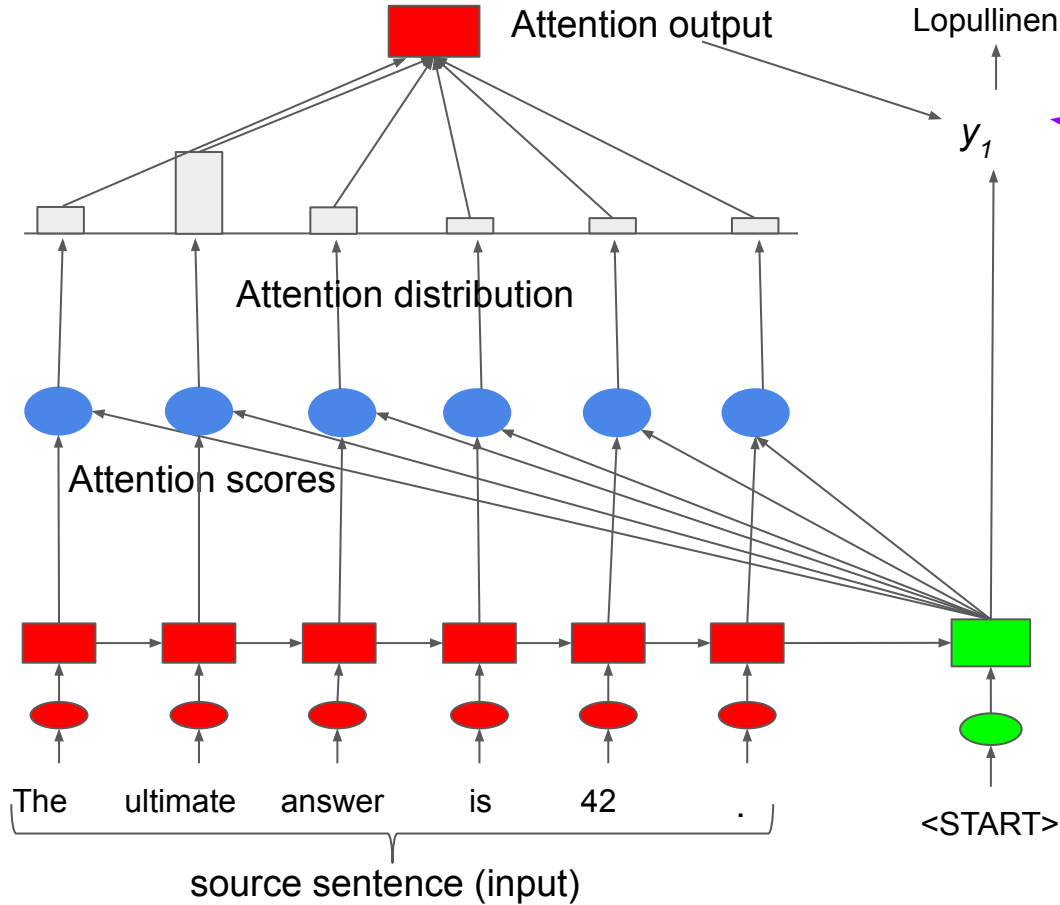 Attention output
Lopullinen
y1
Attention distribution
Attention scores
The ultimate answer is 42 .
<START>
source sentence (input)